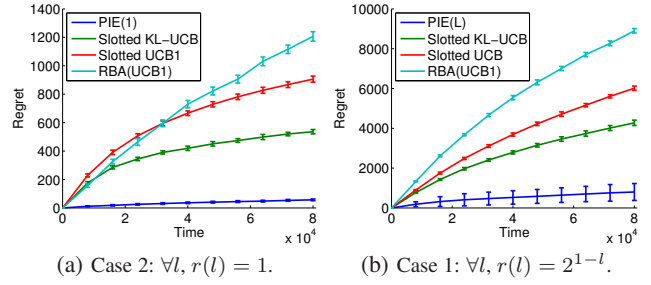 1400
1200
1000
800
600
400
200
0
Regret
PIE(1)
Slotted KL-UCB
Slotted UCB1
RBA(UCB1)
0 2 4 6 8
Time
x 10^4
(a) Case 2: ∀l, r(l) = 1.
10000
8000
6000
4000
2000
0
Regret
PIE(L)
Slotted KL-UCB
Slotted UCB
RBA(UCB1)
0 2 4 6 8
Time
x 10^4
(b) Case 1: ∀l, r(l) = 2^{1−l}.